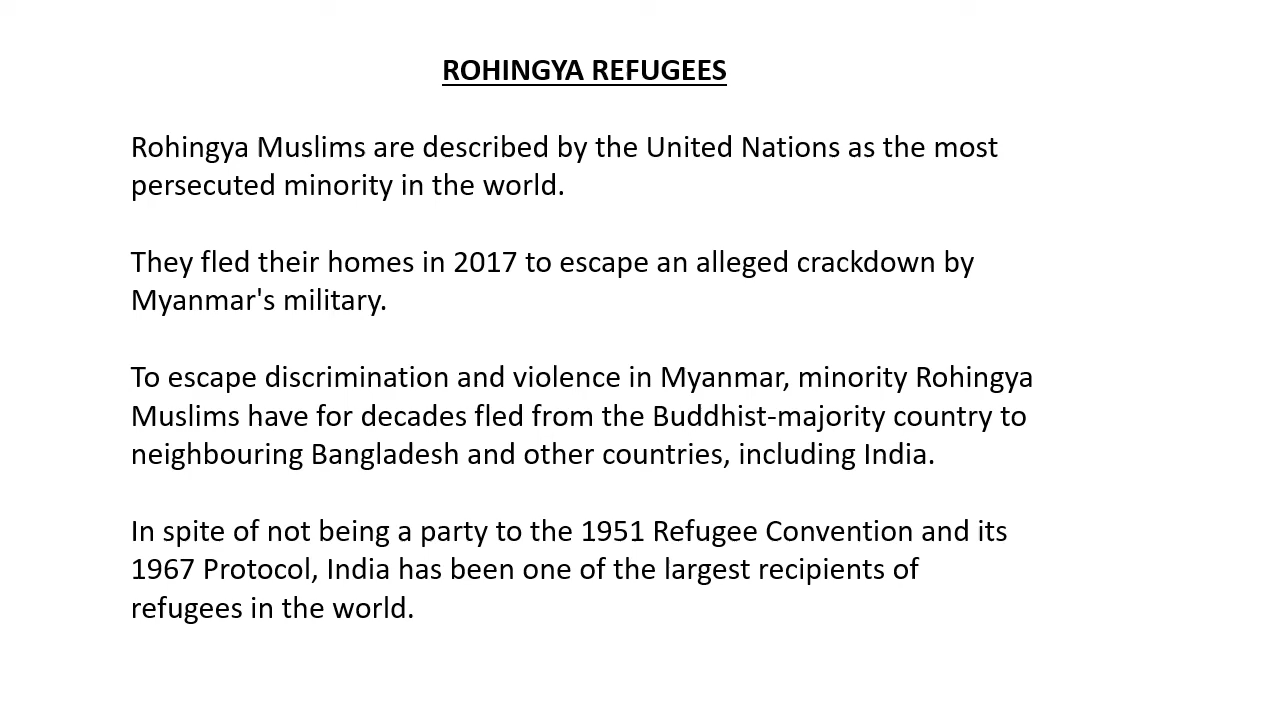 ROHINGYA REFUGEES
Rohingya Muslims are described by the United Nations as the most
persecuted minority in the world.
They fled their homes in 2017 to escape an alleged crackdown by
Myanmar's military.
To escape discrimination and violence in Myanmar, minority Rohingya
Muslims have for decades fled from the Buddhist-majority country to
neighbouring Bangladesh and other countries, including India.
In spite of not being a party to the 1951 Refugee Convention and its
1967 Protocol, India has been one of the largest recipients of
refugees in the world.